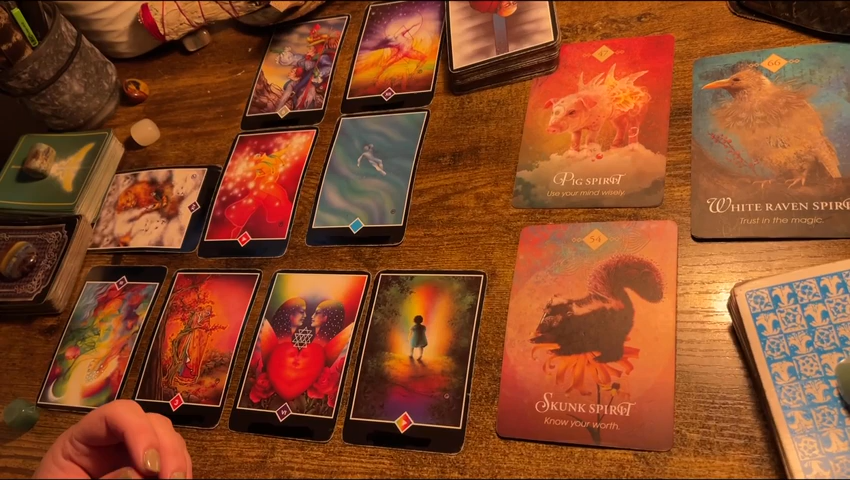 PIG SPIRIT
Use your mind wisely.
66
WHITE RAVEN SPIRIT
Trust in the magic.
54
SKUNK SPIRIT
Know your worth.